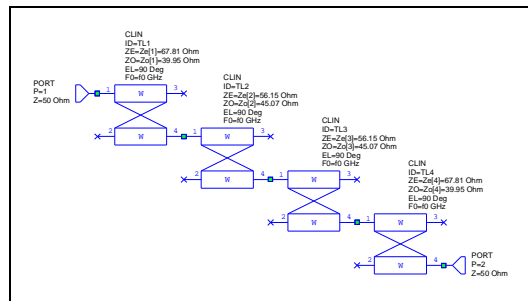 CLIN
ID=TL1
ZE=Ze[1]=67.81 Ohm
ZO=Zo[1]=39.95 Ohm
EL=90 Deg
F0=f0 GHz
PORT
P=1
Z=50 Ohm
1
W
3
2
W
4
CLIN
ID=TL2
ZE=Ze[2]=56.15 Ohm
ZO=Zo[2]=45.07 Ohm
EL=90 Deg
F0=f0 GHz
1
W
3
2
W
4
CLIN
ID=TL3
ZE=Ze[3]=56.15 Ohm
ZO=Zo[3]=45.07 Ohm
EL=90 Deg
F0=f0 GHz
1
W
3
2
W
4
CLIN
ID=TL4
ZE=Ze[4]=67.81 Ohm
ZO=Zo[4]=39.95 Ohm
EL=90 Deg
F0=f0 GHz
1
W
3
2
W
4
PORT
P=2
Z=50 Ohm